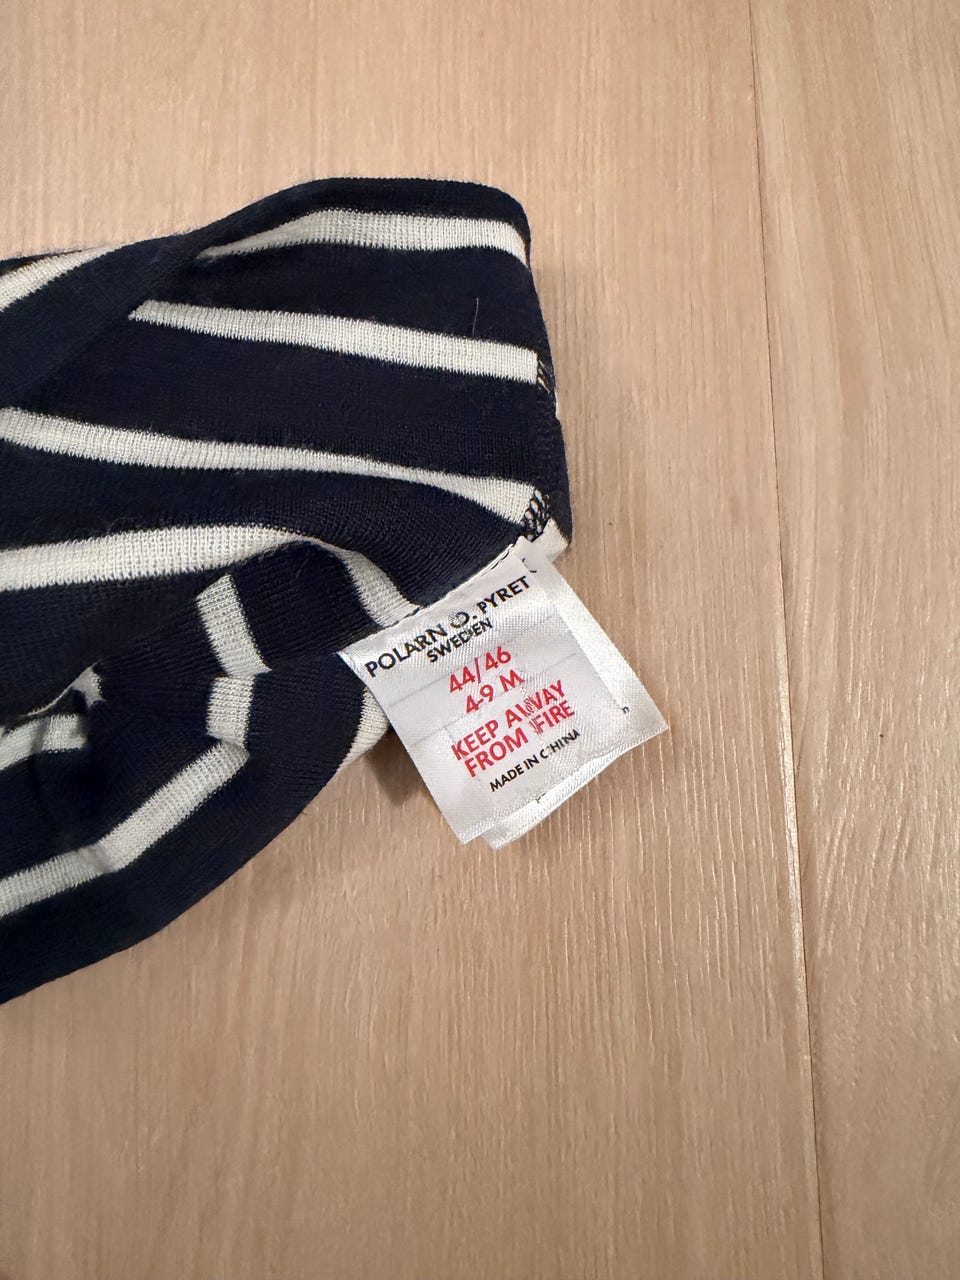 POLARN O. PYRET
SWEDEN
44/46
4-9 M
KEEP AWAY
FROM FIRE
MADE IN CHINA